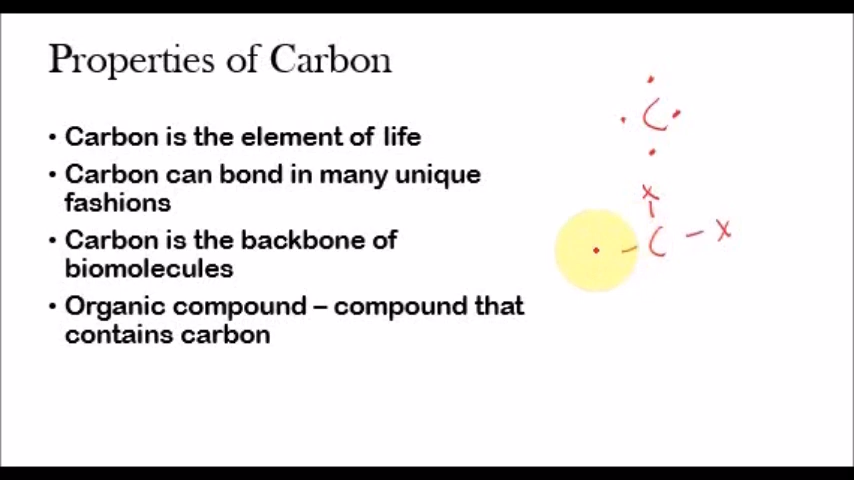 Properties of Carbon
• Carbon is the element of life
• Carbon can bond in many unique
fashions
• Carbon is the backbone of
biomolecules
• Organic compound – compound that
contains carbon
C
X
C - X